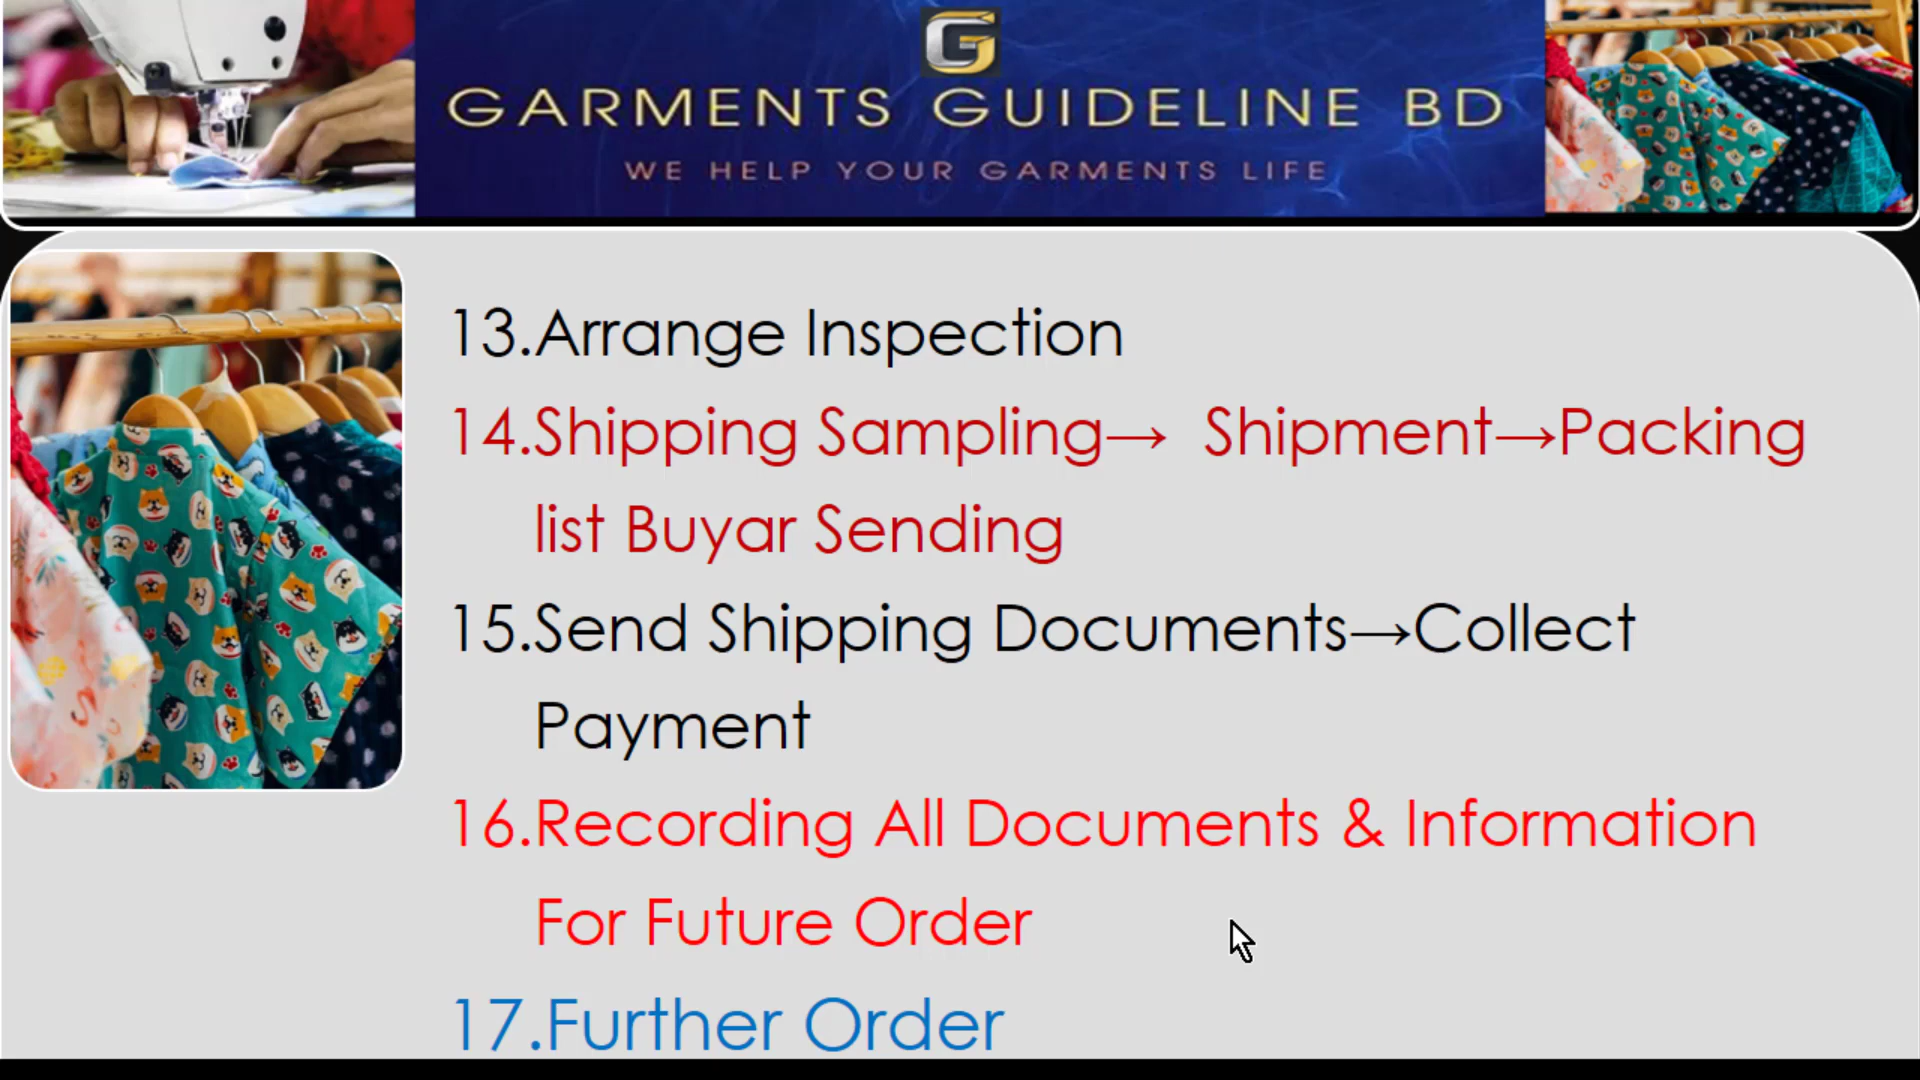 G
GARMENTS GUIDELINE BD
WE HELP YOUR GARMENTS LIFE
13.Arrange Inspection
14.Shipping Sampling→ Shipment→Packing
list Buyar Sending
15.Send Shipping Documents→Collect
Payment
16.Recording All Documents & Information
For Future Order
17.Further Order